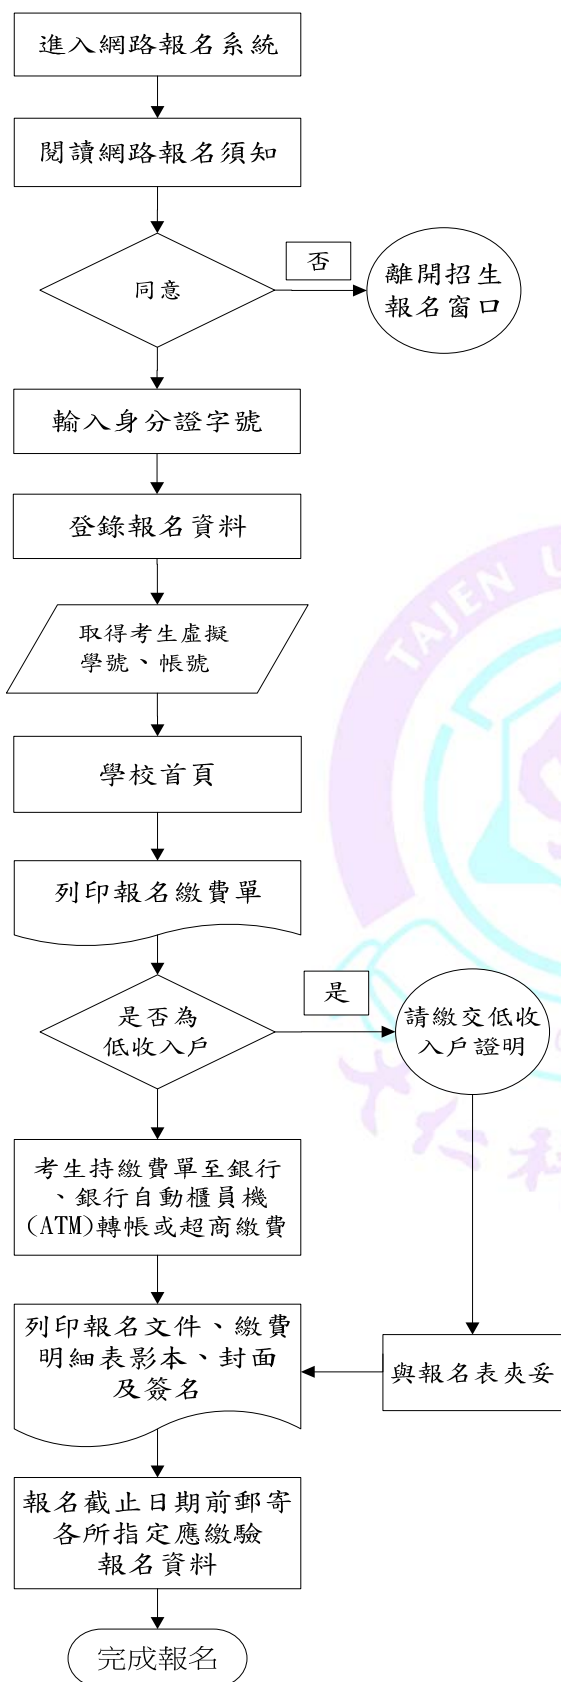 進入網路報名系統
閱讀網路報名須知
同意
否
離開招生
報名窗口
輸入身分證字號
登錄報名資料
取得考生虛擬
學號、帳號
學校首頁
列印報名繳費單
是否為
低收入戶
是
請繳交低收
入戶證明
考生持繳費單至銀行
、銀行自動櫃員機
(ATM)轉帳或超商繳費
列印報名文件、繳費
明細表影本、封面
及簽名
與報名表夾妥
報名截止日期前郵寄
各所指定應繳驗
報名資料
完成報名
TAJEN U
大仁科